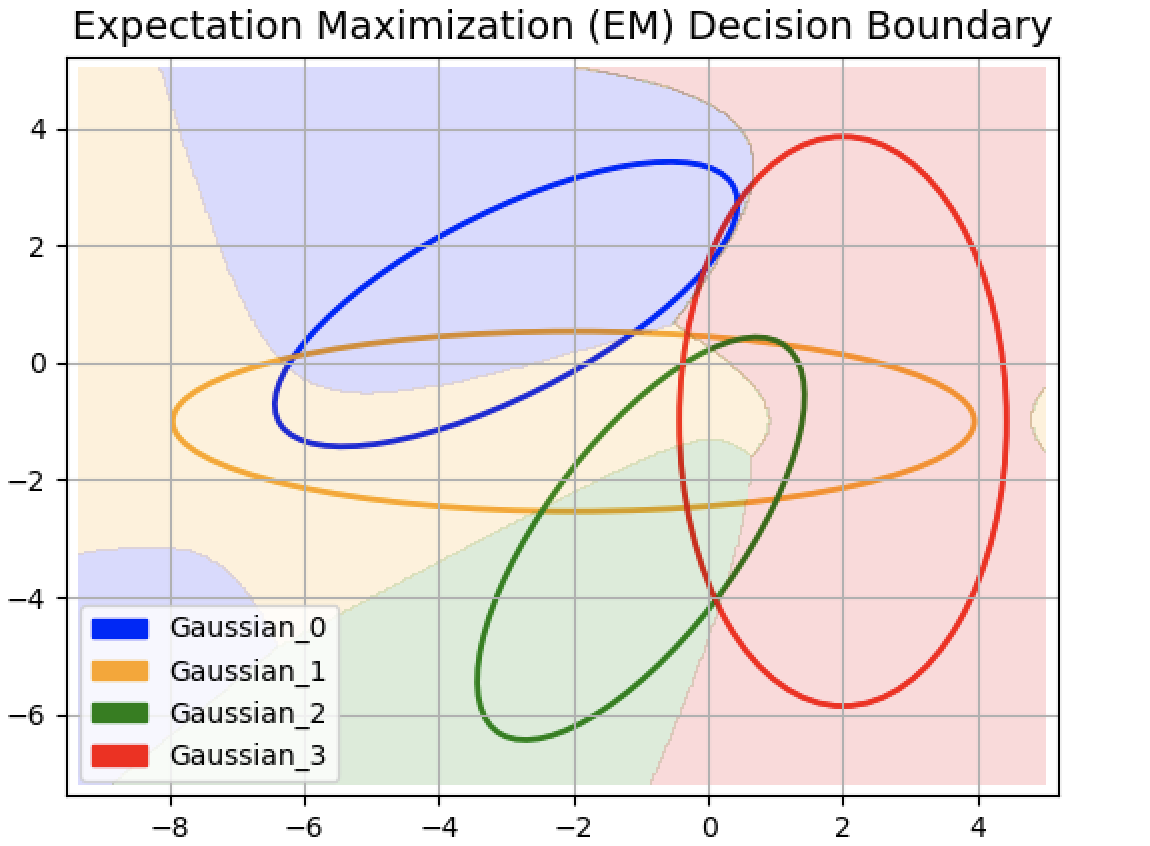 Expectation Maximization (EM) Decision Boundary
4
2
0
−2
−4
−6
Gaussian_0
Gaussian_1
Gaussian_2
Gaussian_3
−8 −6 −4 −2 0 2 4